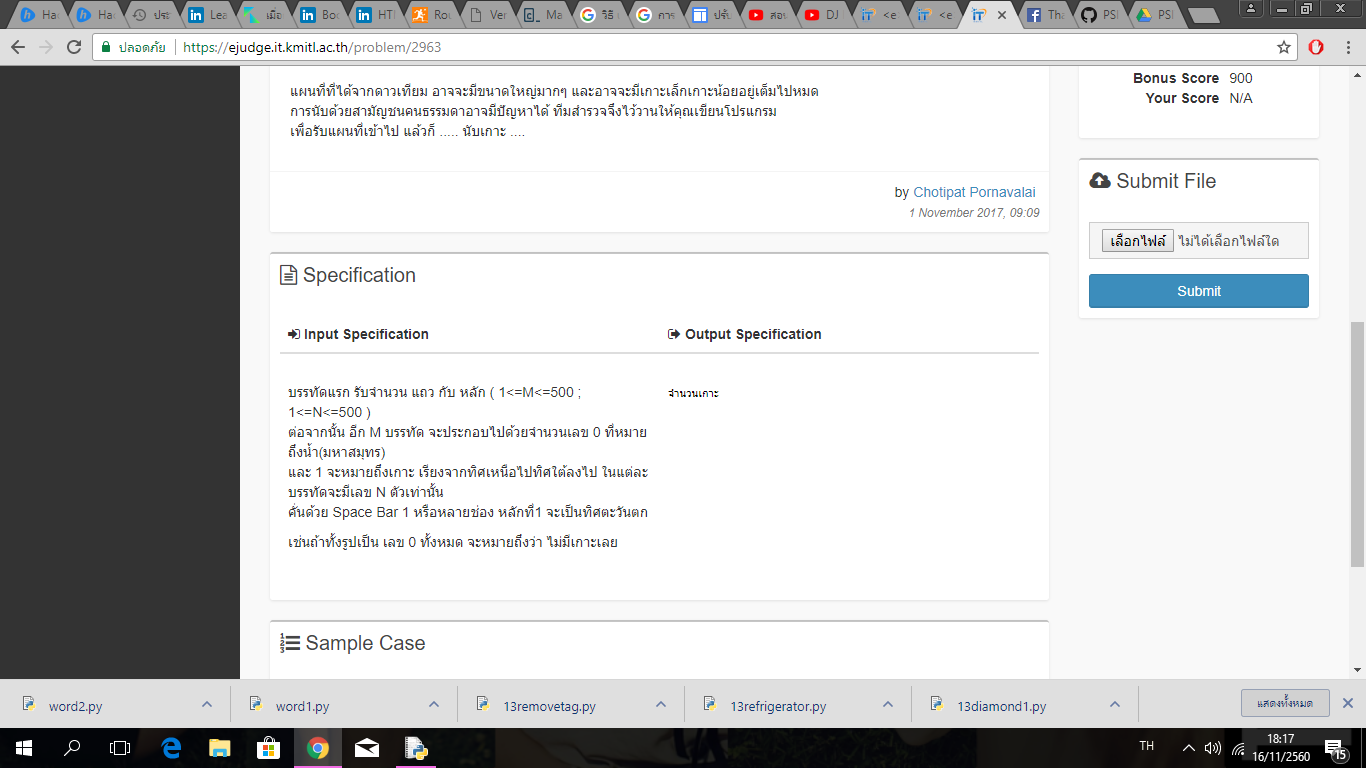 Ha
Ha
ประ
Lea
เมื่อ
Boo
HTI
Rou
Ver
Ma
วิธี
การ
ปรับ
สอน
DJ
<e
<e
Tha
PSI
PSI
ปลอดภัย
https://ejudge.it.kmitl.ac.th/problem/2963
แผนที่ที่ได้จากดาวเทียม อาจจะมีขนาดใหญ่มากๆ และอาจจะมีเกาะเล็กเกาะน้อยอยู่เต็มไปหมด
การนับด้วยสามัญชนคนธรรมดาอาจมีปัญหาได้ ทีมสำรวจจึงไว้วานให้คุณเขียนโปรแกรม
เพื่อรับแผนที่เข้าไป แล้วก็ ..... นับเกาะ ....
by Chotipat Pornavalai
1 November 2017, 09:09
Bonus Score 900
Your Score N/A
Submit File
เลือกไฟล์ ไม่ได้เลือกไฟล์ใด
Submit
Specification
Input Specification
บรรทัดแรก รับจำนวน แถว กับ หลัก ( 1<=M<=500 ;
1<=N<=500 )
ต่อจากนั้น อีก M บรรทัด จะประกอบไปด้วยจำนวนเลข 0 ที่หมาย
ถึงน้ำ(มหาสมุทร)
และ 1 จะหมายถึงเกาะ เรียงจากทิศเหนือไปทิศใต้ลงไป ในแต่ละ
บรรทัดจะมีเลข N ตัวเท่านั้น
คั่นด้วย Space Bar 1 หรือหลายช่อง หลักที่1 จะเป็นทิศตะวันตก
เช่นถ้าทั้งรูปเป็น เลข 0 ทั้งหมด จะหมายถึงว่า ไม่มีเกาะเลย
Output Specification
จำนวนเกาะ
Sample Case
word2.py
word1.py
13removetag.py
13refrigerator.py
13diamond1.py
แสดงทั้งหมด
TH
18:17
16/11/2560
15